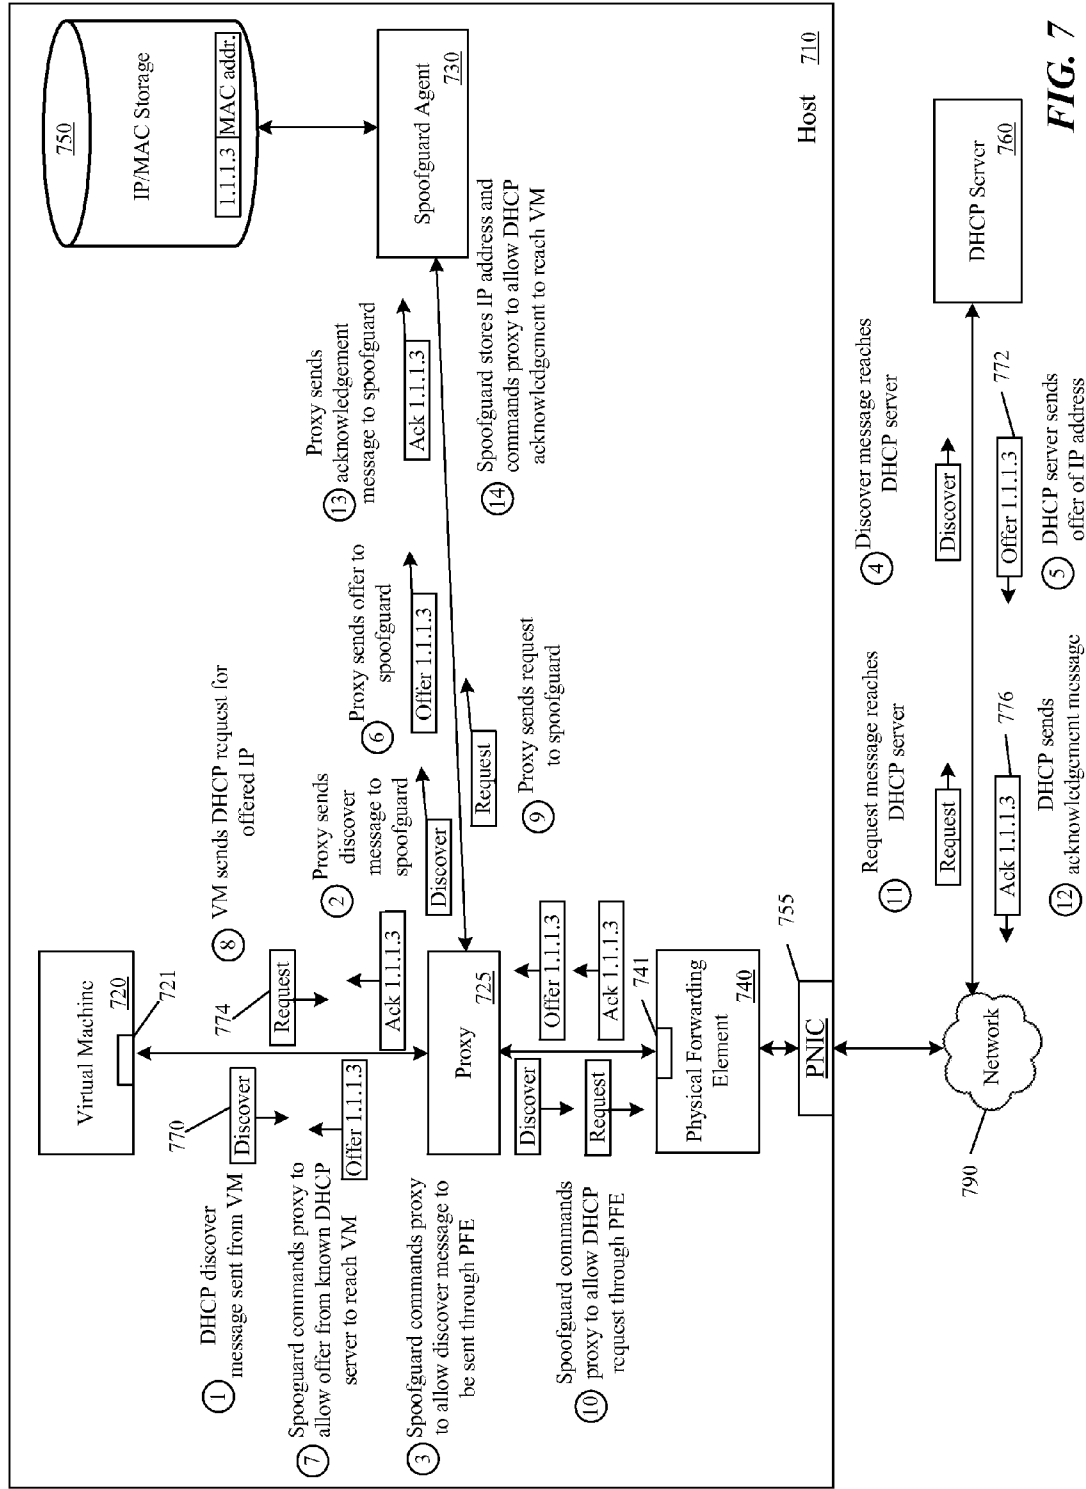 750
IP/MAC Storage
1.1.1.3 MAC addr.
Spoofguard Agent
730
Host 710
Proxy sends
13 acknowledgement
message to spoofguard
Ack 1.1.1.3
14 Spoofguard stores IP address and
commands proxy to allow DHCP
acknowledgement to reach VM
6 Proxy sends offer to
spoofguard
Offer 1.1.1.3
8 VM sends DHCP request for
offered IP
2 Proxy sends
discover
message to
spoofguard
Discover
Request
9 Proxy sends request
to spoofguard
Virtual Machine
720
721
774
Request
Ack 1.1.1.3
Proxy
725
Offer 1.1.1.3
Ack 1.1.1.3
741
Physical Forwarding
Element
740
755
PNIC
770
Discover
Offer 1.1.1.3
Discover
Request
1 DHCP discover
message sent from VM
7 Spooguard commands proxy to
allow offer from known DHCP
server to reach VM
3 Spoofguard commands proxy
to allow discover message to
be sent through PFE
10 Spoofguard commands
proxy to allow DHCP
request through PFE
DHCP Server
760
4 Discover message reaches
DHCP server
Discover
772
Offer 1.1.1.3
5 DHCP server sends
offer of IP address
11 Request message reaches
DHCP server
Request
776
Ack 1.1.1.3
12 DHCP sends
acknowledgement message
Network
790
FIG. 7